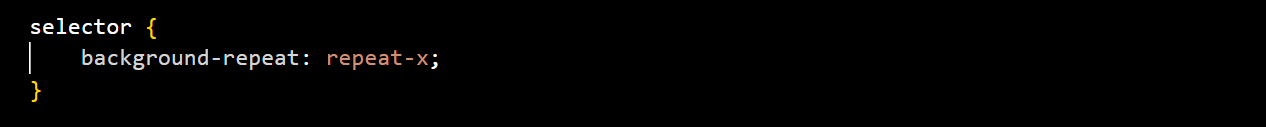 selector {
    background-repeat: repeat-x;
}